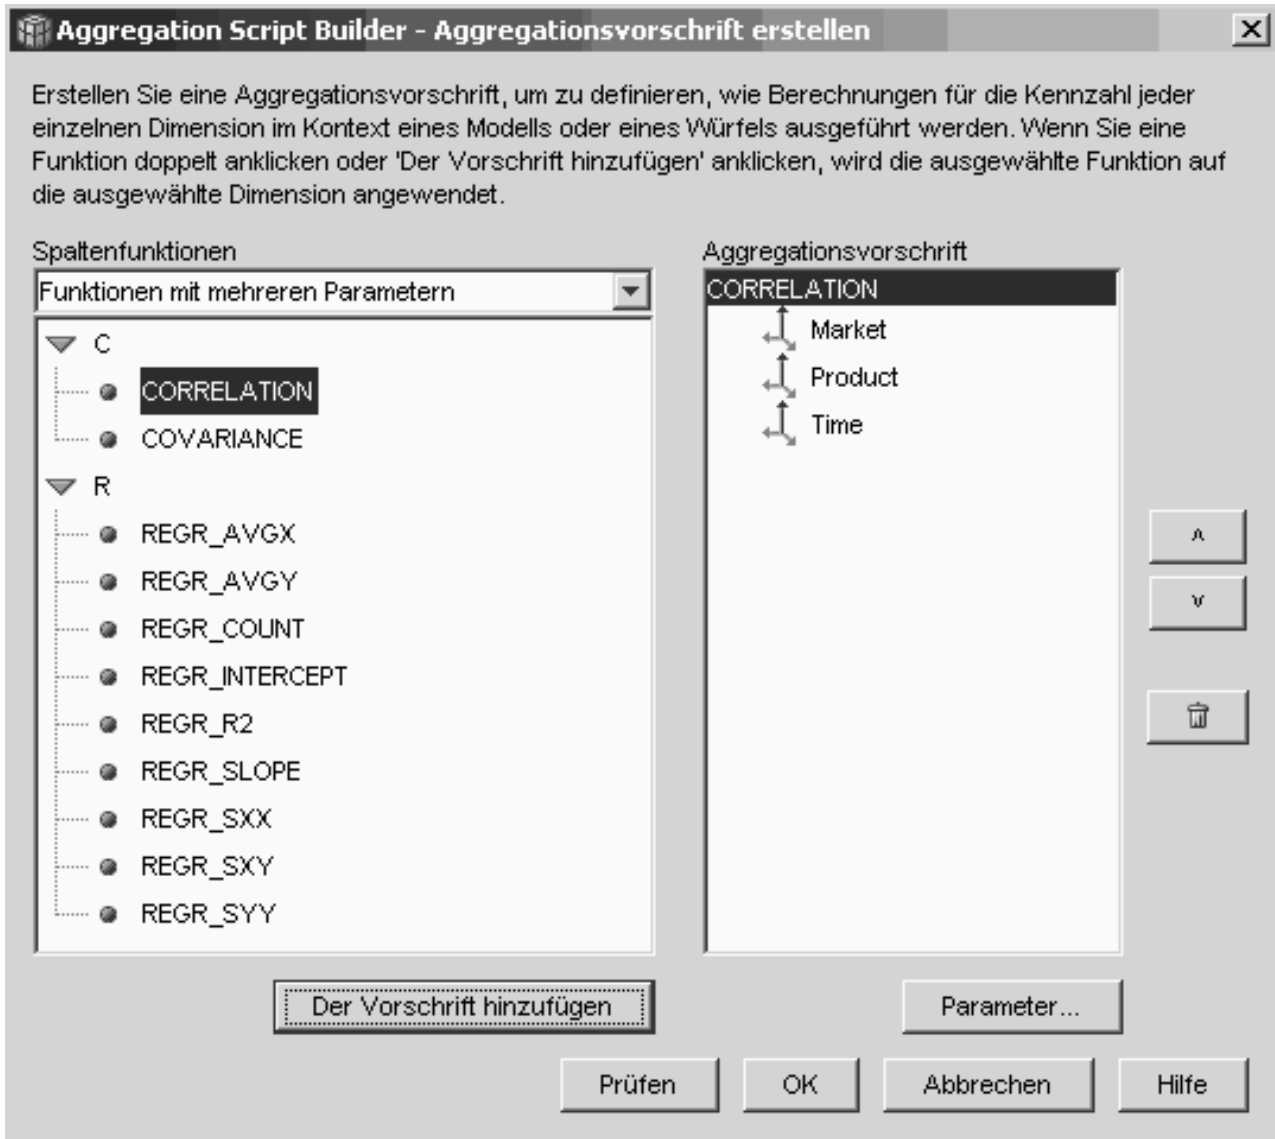 Aggregation Script Builder - Aggregationsvorschrift erstellen
Erstellen Sie eine Aggregationsvorschrift, um zu definieren, wie Berechnungen für die Kennzahl jeder
einzelnen Dimension im Kontext eines Modells oder eines Würfels ausgeführt werden. Wenn Sie eine
Funktion doppelt anklicken oder 'Der Vorschrift hinzufügen' anklicken, wird die ausgewählte Funktion auf
die ausgewählte Dimension angewendet.
Spaltenfunktionen
Funktionen mit mehreren Parametern
C
CORRELATION
COVARIANCE
R
REGR_AVGX
REGR_AVGY
REGR_COUNT
REGR_INTERCEPT
REGR_R2
REGR_SLOPE
REGR_SXX
REGR_SXY
REGR_SYY
Der Vorschrift hinzufügen
Aggregationsvorschrift
CORRELATION
Market
Product
Time
Parameter...
Prüfen
OK
Abbrechen
Hilfe